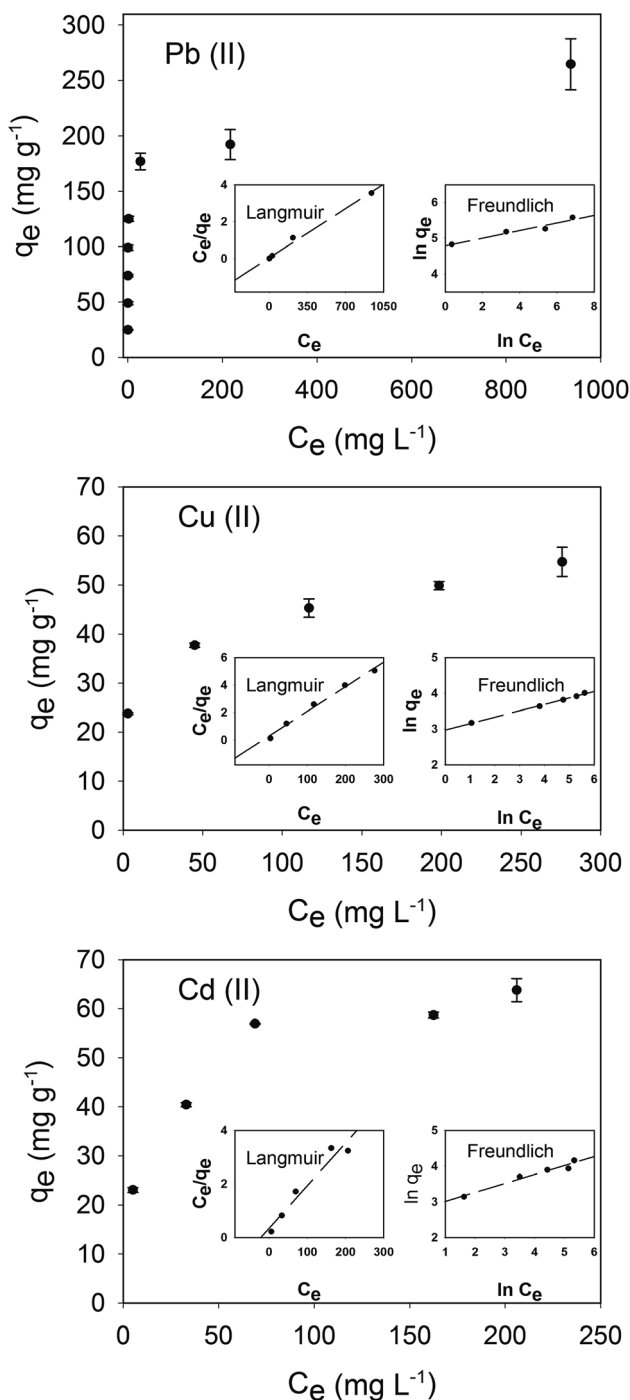 300
250
200
150
100
50
0
qe (mg g-1)
Pb (II)
4
2
0
Ce/qe
Langmuir
0 350 700 1050
Ce
6
5
4
ln qe
Freundlich
0 2 4 6 8
ln Ce
0 200 400 600 800 1000
Ce (mg L-1)
70
60
50
40
30
20
10
0
qe (mg g-1)
Cu (II)
6
4
2
0
Ce/qe
Langmuir
0 100 200 300
Ce
5
4
3
2
ln qe
Freundlich
0 1 2 3 4 5 6
ln Ce
0 50 100 150 200 250 300
Ce (mg L-1)
70
60
50
40
30
20
10
0
qe (mg g-1)
Cd (II)
4
2
0
Ce/qe
Langmuir
0 100 200 300
Ce
5
4
3
2
ln qe
Freundlich
1 2 3 4 5 6
ln Ce
0 50 100 150 200 250
Ce (mg L-1)